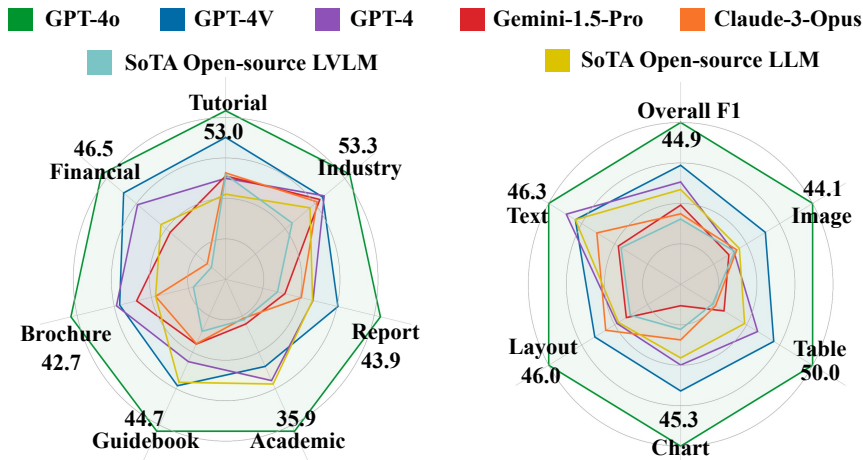 GPT-4o GPT-4V GPT-4 Gemini-1.5-Pro Claude-3-Opus
SoTA Open-source LVLM SoTA Open-source LLM
Tutorial
53.0
53.3
Industry
Report
43.9
35.9
Academic
44.7
Guidebook
Brochure
42.7
46.5
Financial
Overall F1
44.9
44.1
Image
Table
50.0
45.3
Chart
Layout
46.0
46.3
Text